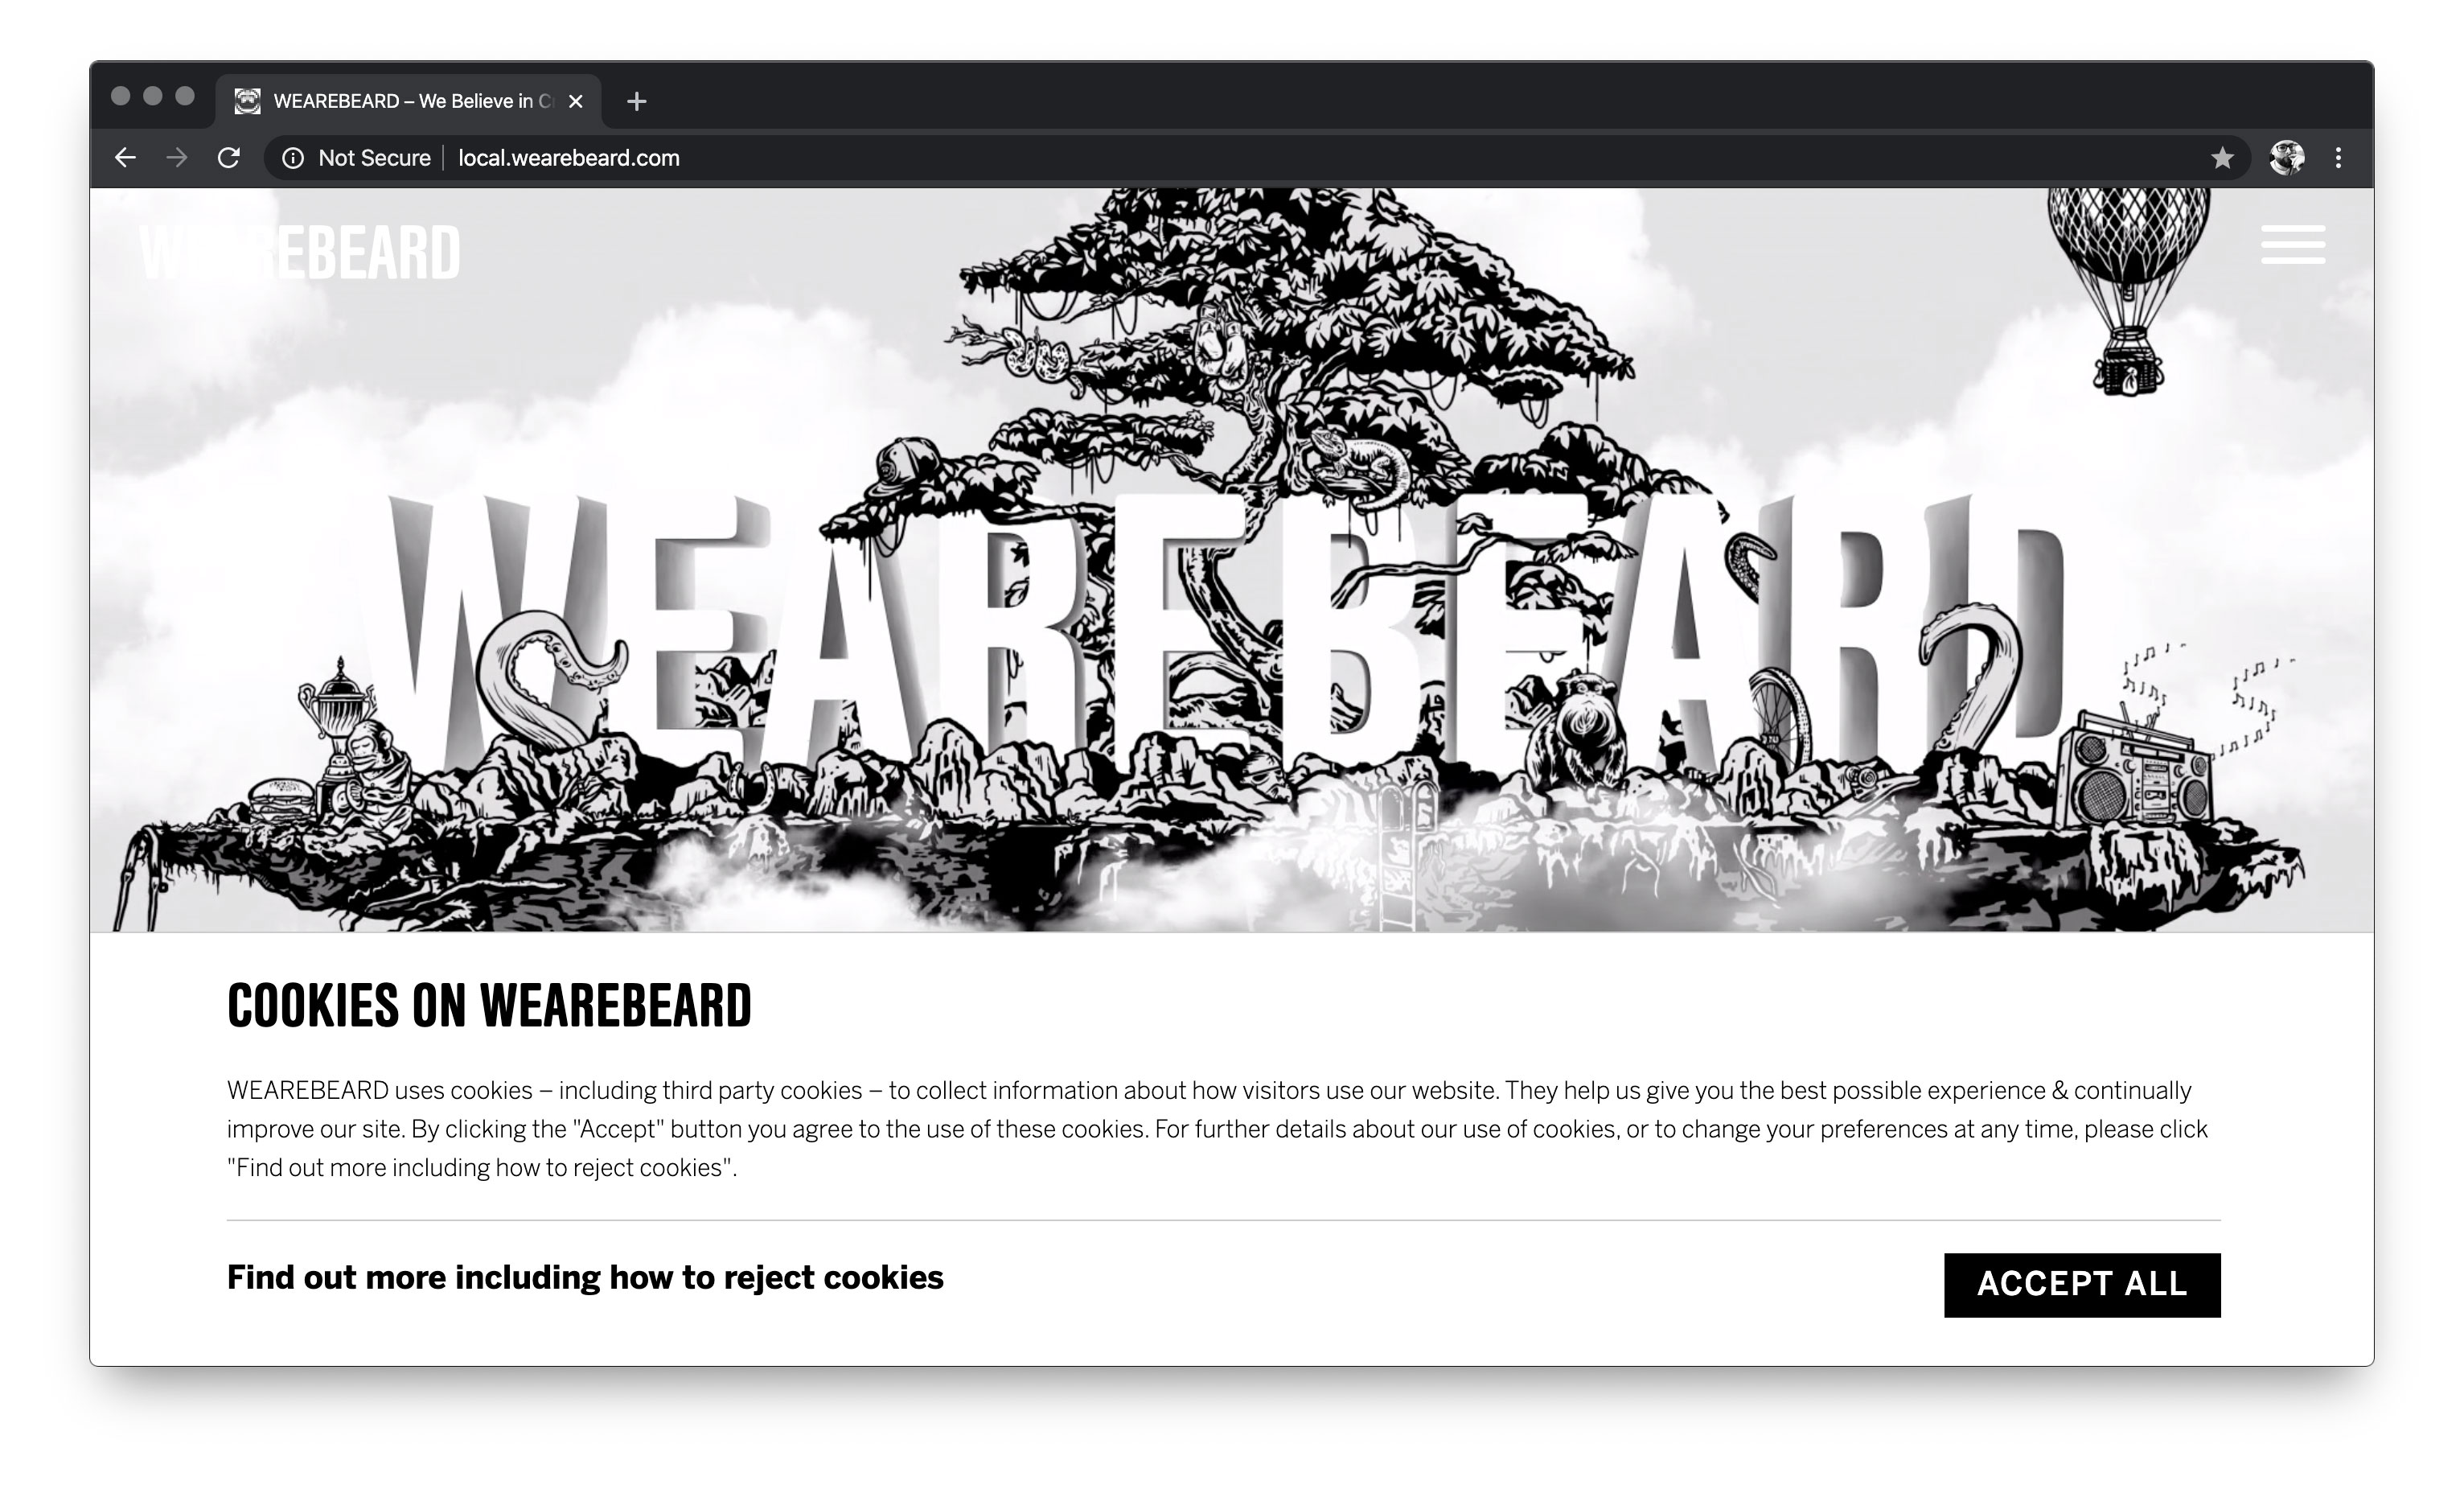 WEAREBEARD – We Believe in
Not Secure
local.wearebeard.com
WEAREBEARD
WEAREBEARD
COOKIES ON WEAREBEARD
WEAREBEARD uses cookies – including third party cookies – to collect information about how visitors use our website. They help us give you the best possible experience & continually
improve our site. By clicking the "Accept" button you agree to the use of these cookies. For further details about our use of cookies, or to change your preferences at any time, please click
"Find out more including how to reject cookies".
Find out more including how to reject cookies
ACCEPT ALL